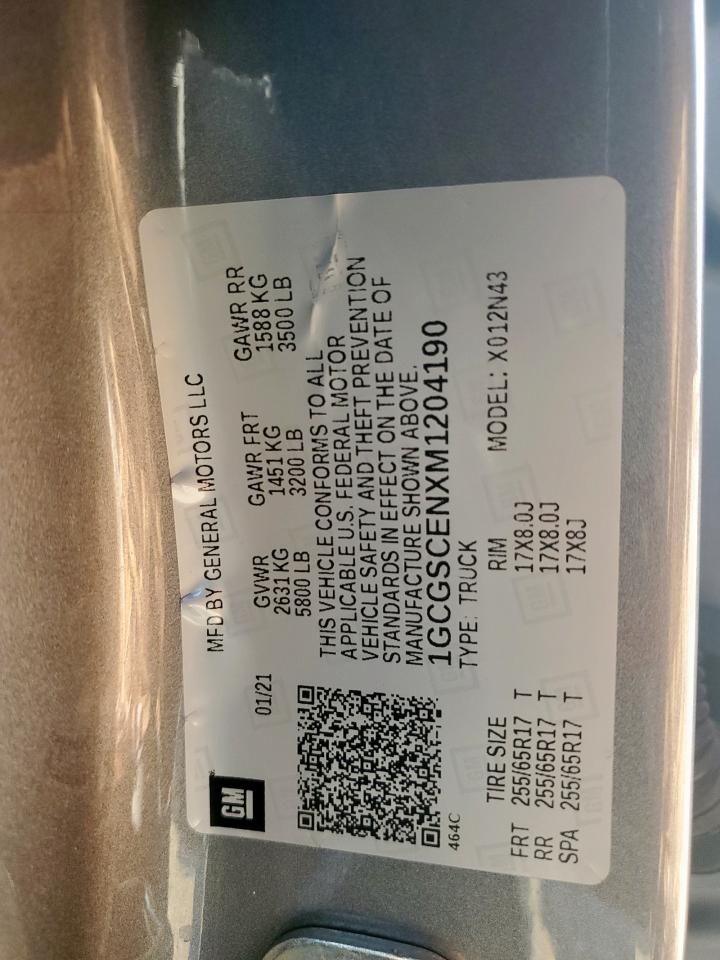 GM
01/21
MFD BY GENERAL MOTORS LLC
GVWR GAWR FRT GAWR RR
2631 KG 1451 KG 1588 KG
5800 LB 3200 LB 3500 LB
THIS VEHICLE CONFORMS TO ALL
APPLICABLE U.S. FEDERAL MOTOR
VEHICLE SAFETY AND THEFT PREVENTION
STANDARDS IN EFFECT ON THE DATE OF
MANUFACTURE SHOWN ABOVE.
1GCGSCENXM1204190
464C
TYPE: TRUCK
MODEL: X012N43
TIRE SIZE RIM
FRT 255/65R17 T 17X8.0J
RR 255/65R17 T 17X8.0J
SPA 255/65R17 T 17X8J